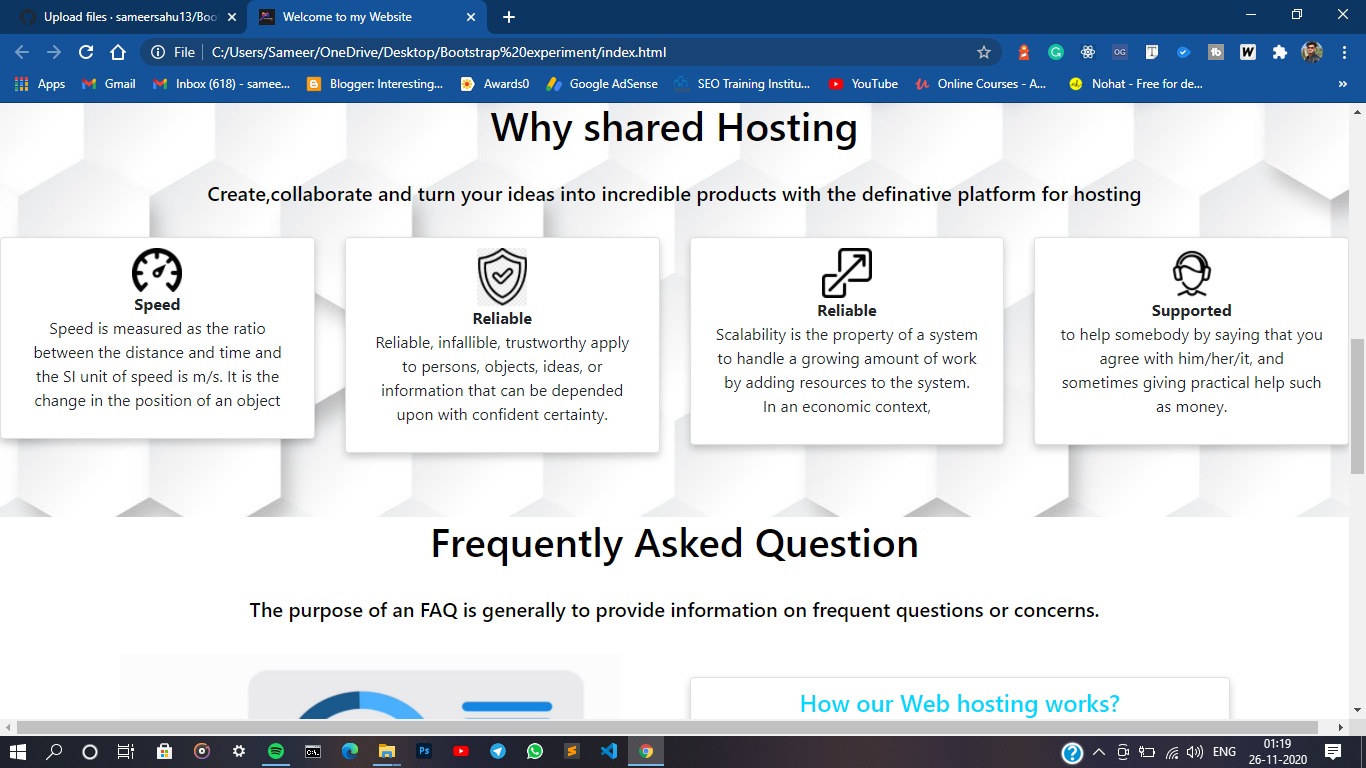 Upload files · sameersahu13/Boo
Welcome to my Website
File
C:/Users/Sameer/OneDrive/Desktop/Bootstrap%20experiment/index.html
Apps
Gmail
Inbox (618) - samee...
Blogger: Interesting...
Awards0
Google AdSense
SEO Training Institu...
YouTube
Online Courses - A...
Nohat - Free for de...
»
Why shared Hosting
Create,collaborate and turn your ideas into incredible products with the definative platform for hosting
Speed
Speed is measured as the ratio
between the distance and time and
the SI unit of speed is m/s. It is the
change in the position of an object
Reliable
Reliable, infallible, trustworthy apply
to persons, objects, ideas, or
information that can be depended
upon with confident certainty.
Reliable
Scalability is the property of a system
to handle a growing amount of work
by adding resources to the system.
In an economic context,
Supported
to help somebody by saying that you
agree with him/her/it, and
sometimes giving practical help such
as money.
Frequently Asked Question
The purpose of an FAQ is generally to provide information on frequent questions or concerns.
How our Web hosting works?
Ps
ENG
01:19
26-11-2020